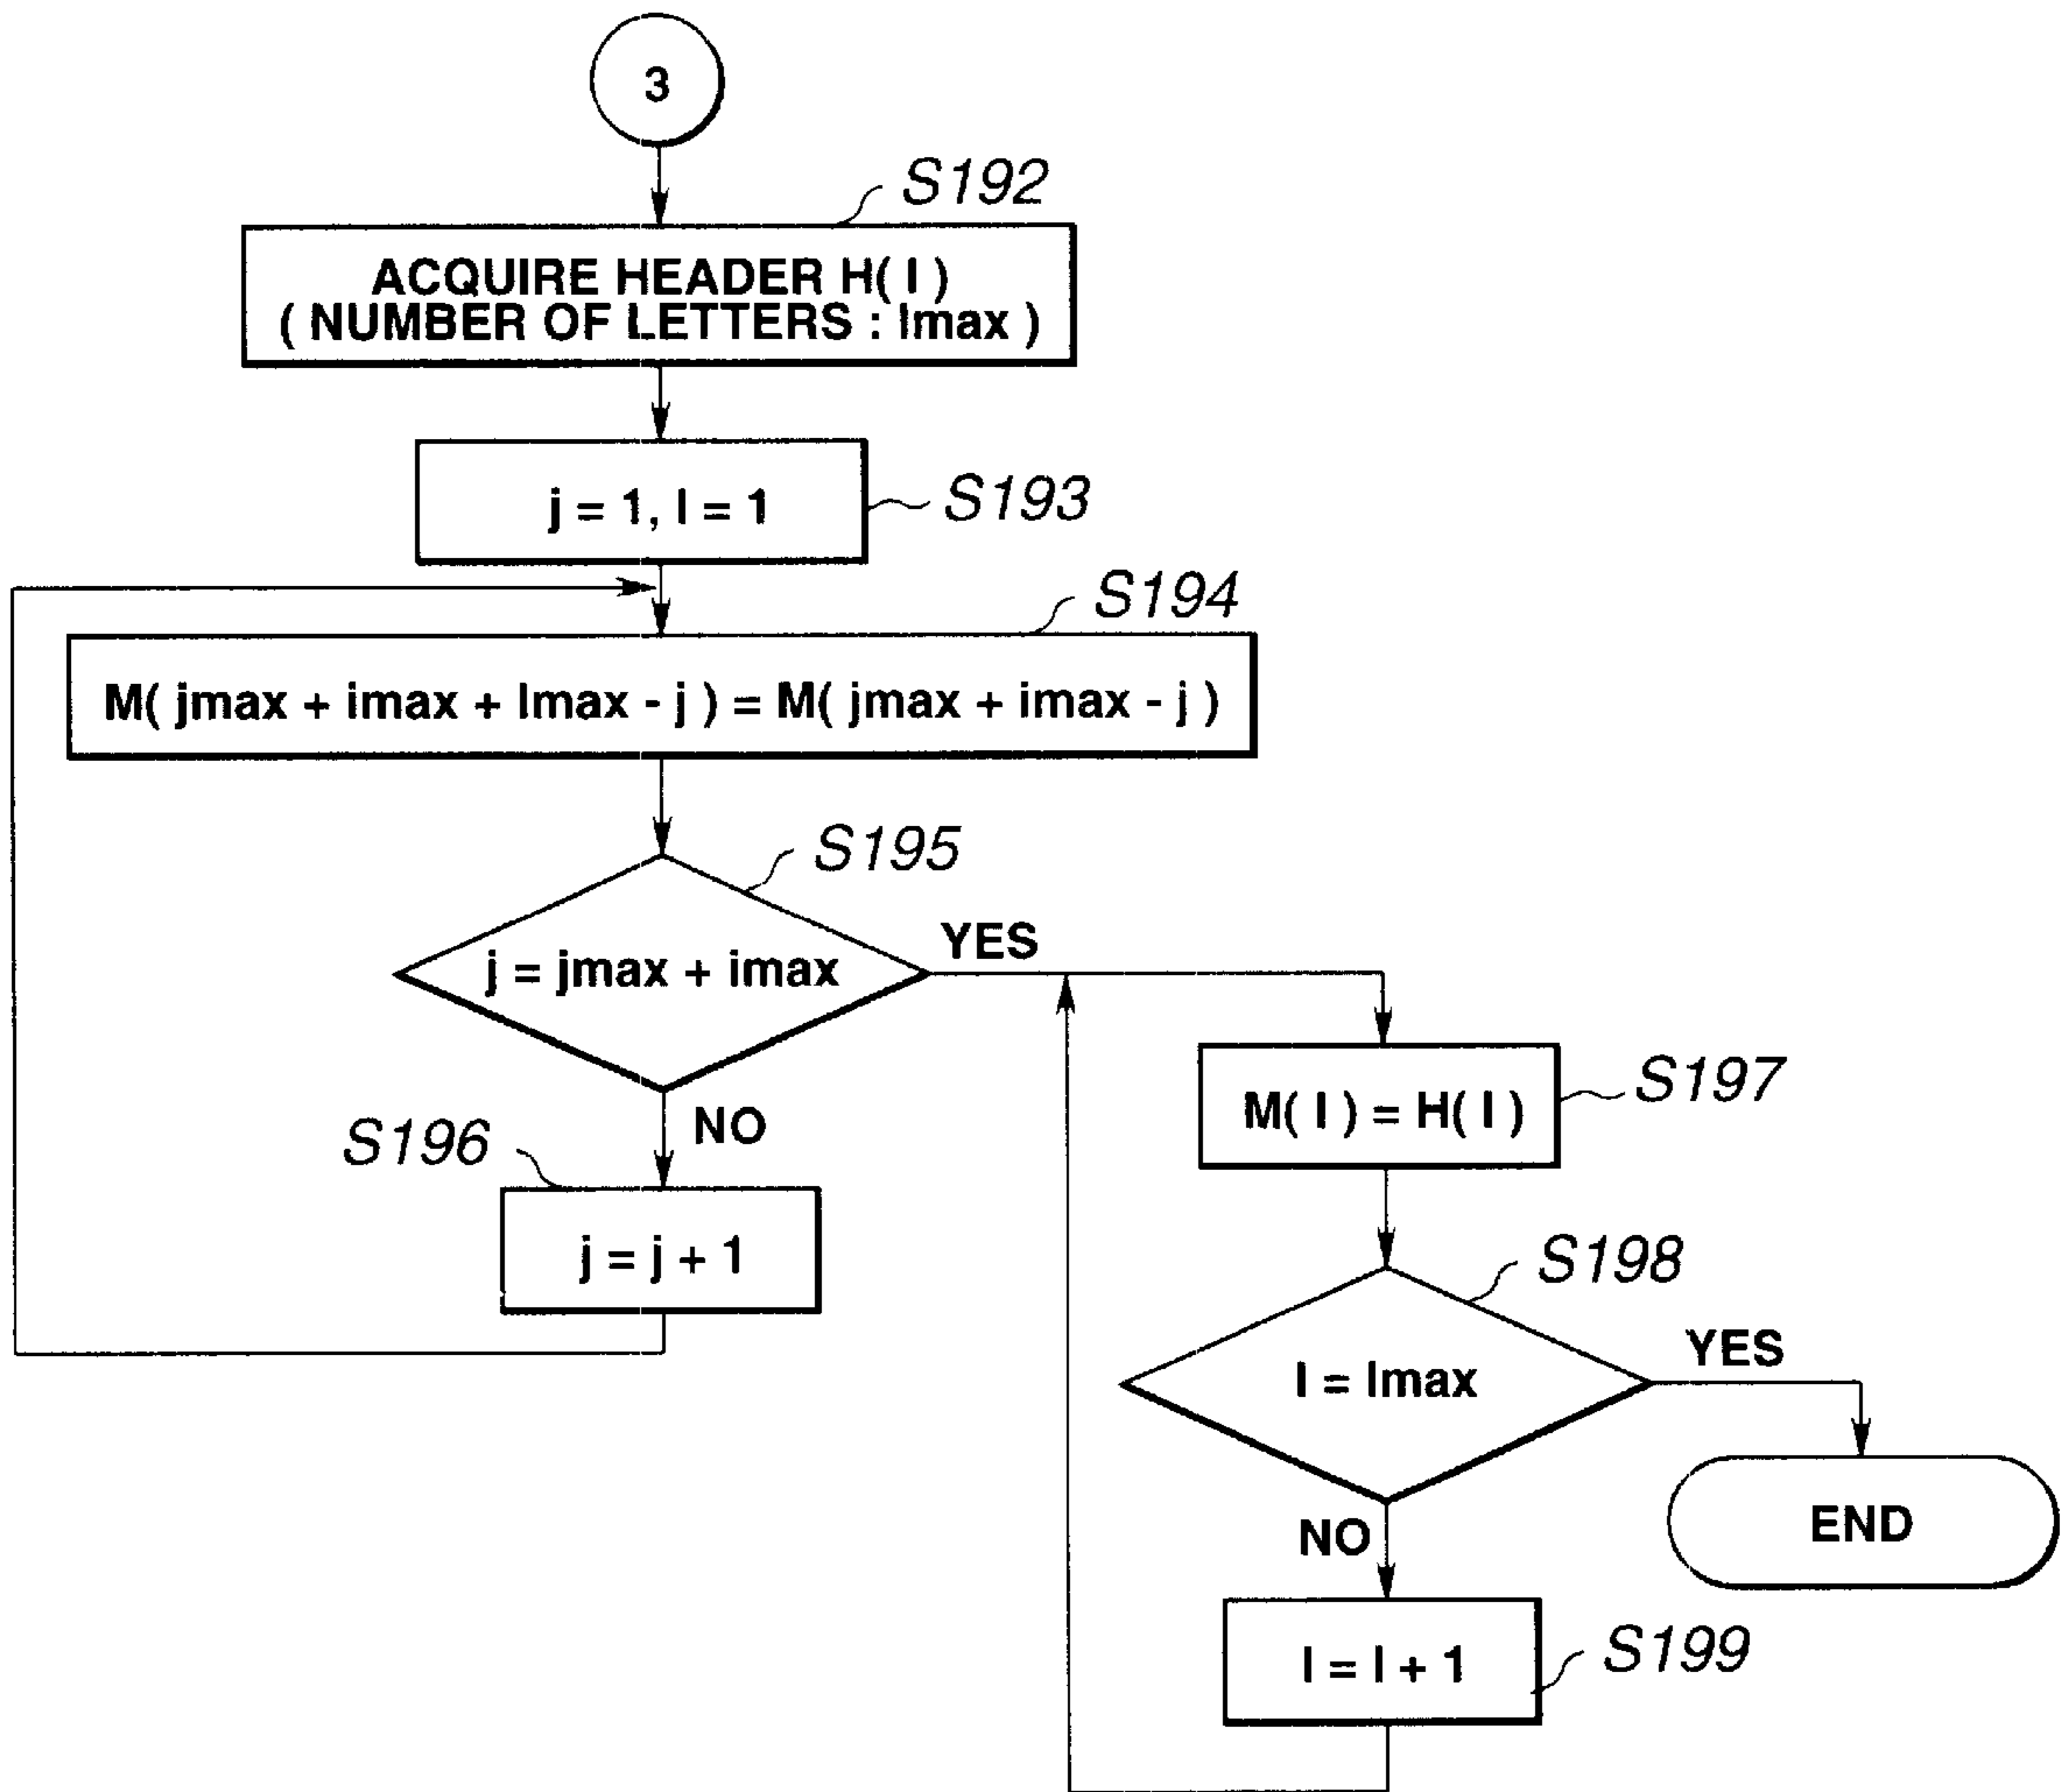 3
S192
ACQUIRE HEADER H( l )
( NUMBER OF LETTERS : lmax )
j = 1, l = 1
S193
S194
M( jmax + imax + lmax - j ) = M( jmax + imax - j )
S195
j = jmax + imax
YES
NO
S196
j = j + 1
M( l ) = H( l )
S197
S198
l = lmax
YES
END
NO
l = l + 1
S199